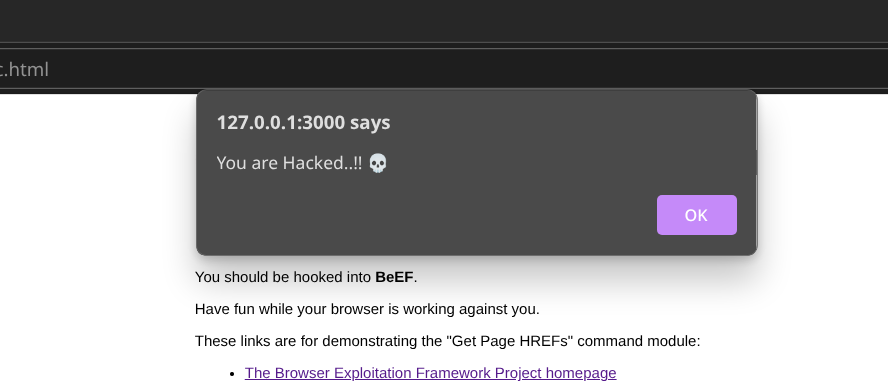 c.html
127.0.0.1:3000 says
You are Hacked..!! 💀
OK
You should be hooked into BeEF.
Have fun while your browser is working against you.
These links are for demonstrating the "Get Page HREFs" command module:
• The Browser Exploitation Framework Project homepage